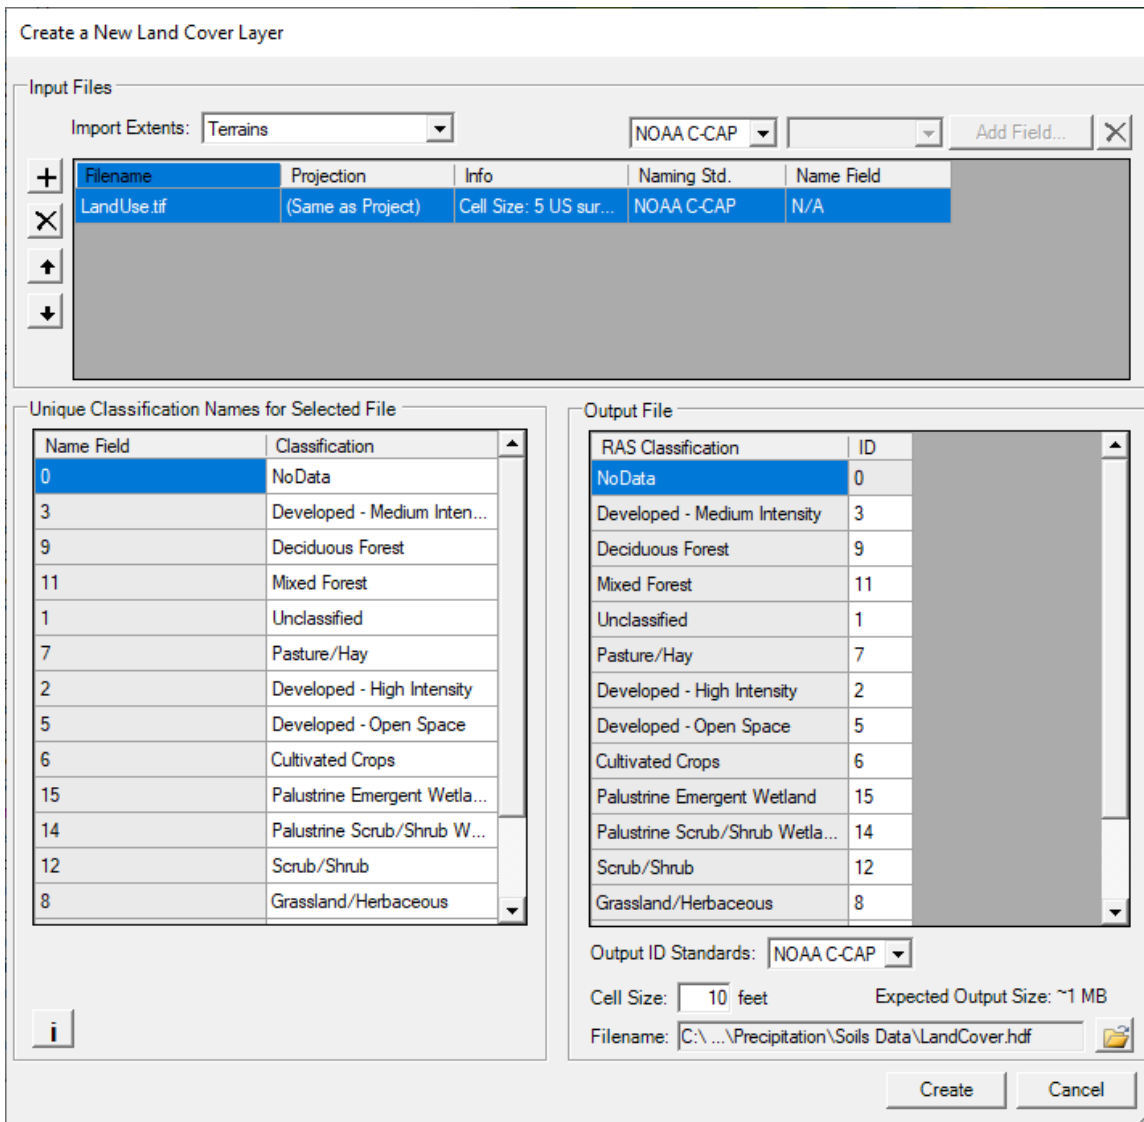 Create a New Land Cover Layer
Input Files
Import Extents: Terrains NOAA C-CAP Add Field...
Filename Projection Info Naming Std. Name Field
LandUse.tif (Same as Project) Cell Size: 5 US sur... NOAA C-CAP N/A
Unique Classification Names for Selected File
Name Field Classification
0 NoData
3 Developed - Medium Inten...
9 Deciduous Forest
11 Mixed Forest
1 Unclassified
7 Pasture/Hay
2 Developed - High Intensity
5 Developed - Open Space
6 Cultivated Crops
15 Palustrine Emergent Wetla...
14 Palustrine Scrub/Shrub W...
12 Scrub/Shrub
8 Grassland/Herbaceous
i
Output File
RAS Classification ID
NoData 0
Developed - Medium Intensity 3
Deciduous Forest 9
Mixed Forest 11
Unclassified 1
Pasture/Hay 7
Developed - High Intensity 2
Developed - Open Space 5
Cultivated Crops 6
Palustrine Emergent Wetland 15
Palustrine Scrub/Shrub Wetla... 14
Scrub/Shrub 12
Grassland/Herbaceous 8
Output ID Standards: NOAA C-CAP
Cell Size: 10 feet Expected Output Size: ~1 MB
Filename: C:\ ...\Precipitation\Soils Data\LandCover.hdf
Create Cancel